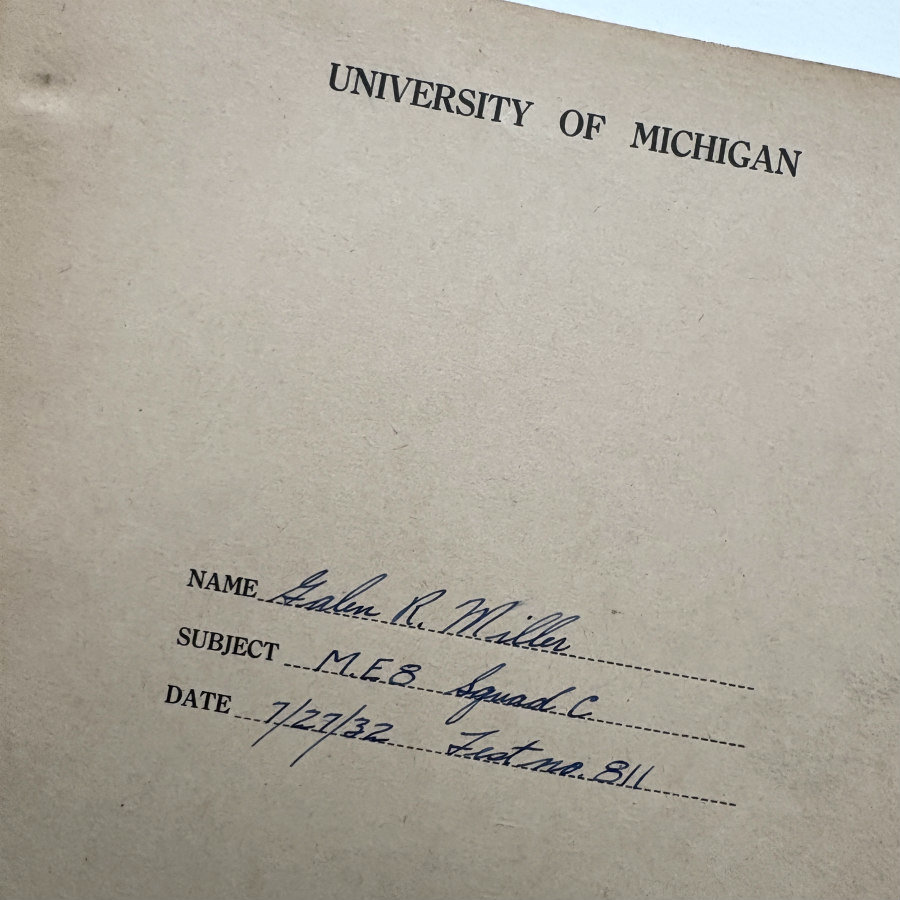 UNIVERSITY OF MICHIGAN
NAME Galen R. Miller
SUBJECT M.E 8 Squad C.
DATE 7/27/32 Test no. 811